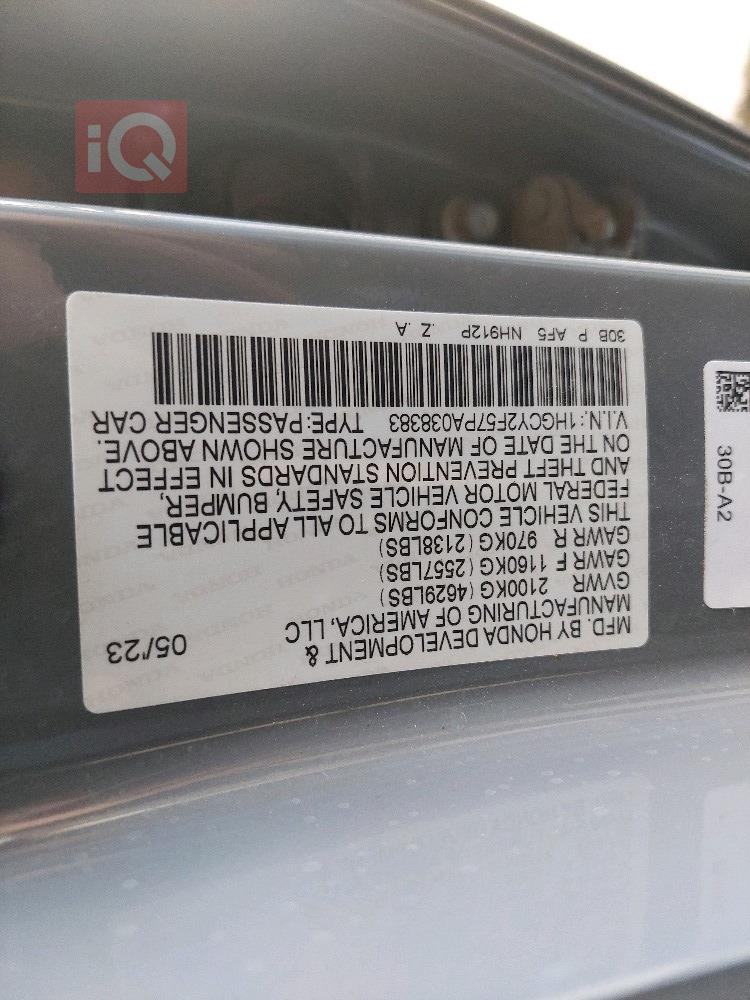 iQ
MFD. BY HONDA DEVELOPMENT &
MANUFACTURING OF AMERICA, LLC 05/23
GVWR 2100KG (4629LBS)
GAWR F 1160KG (2557LBS)
GAWR R 970KG (2138LBS)
THIS VEHICLE CONFORMS TO ALL APPLICABLE
FEDERAL MOTOR VEHICLE SAFETY, BUMPER,
AND THEFT PREVENTION STANDARDS IN EFFECT
ON THE DATE OF MANUFACTURE SHOWN ABOVE.
V.I.N.: 1HGCY2F57PA038383 TYPE: PASSENGER CAR
30B P AF5 NH912P .Z .A
30B-A2